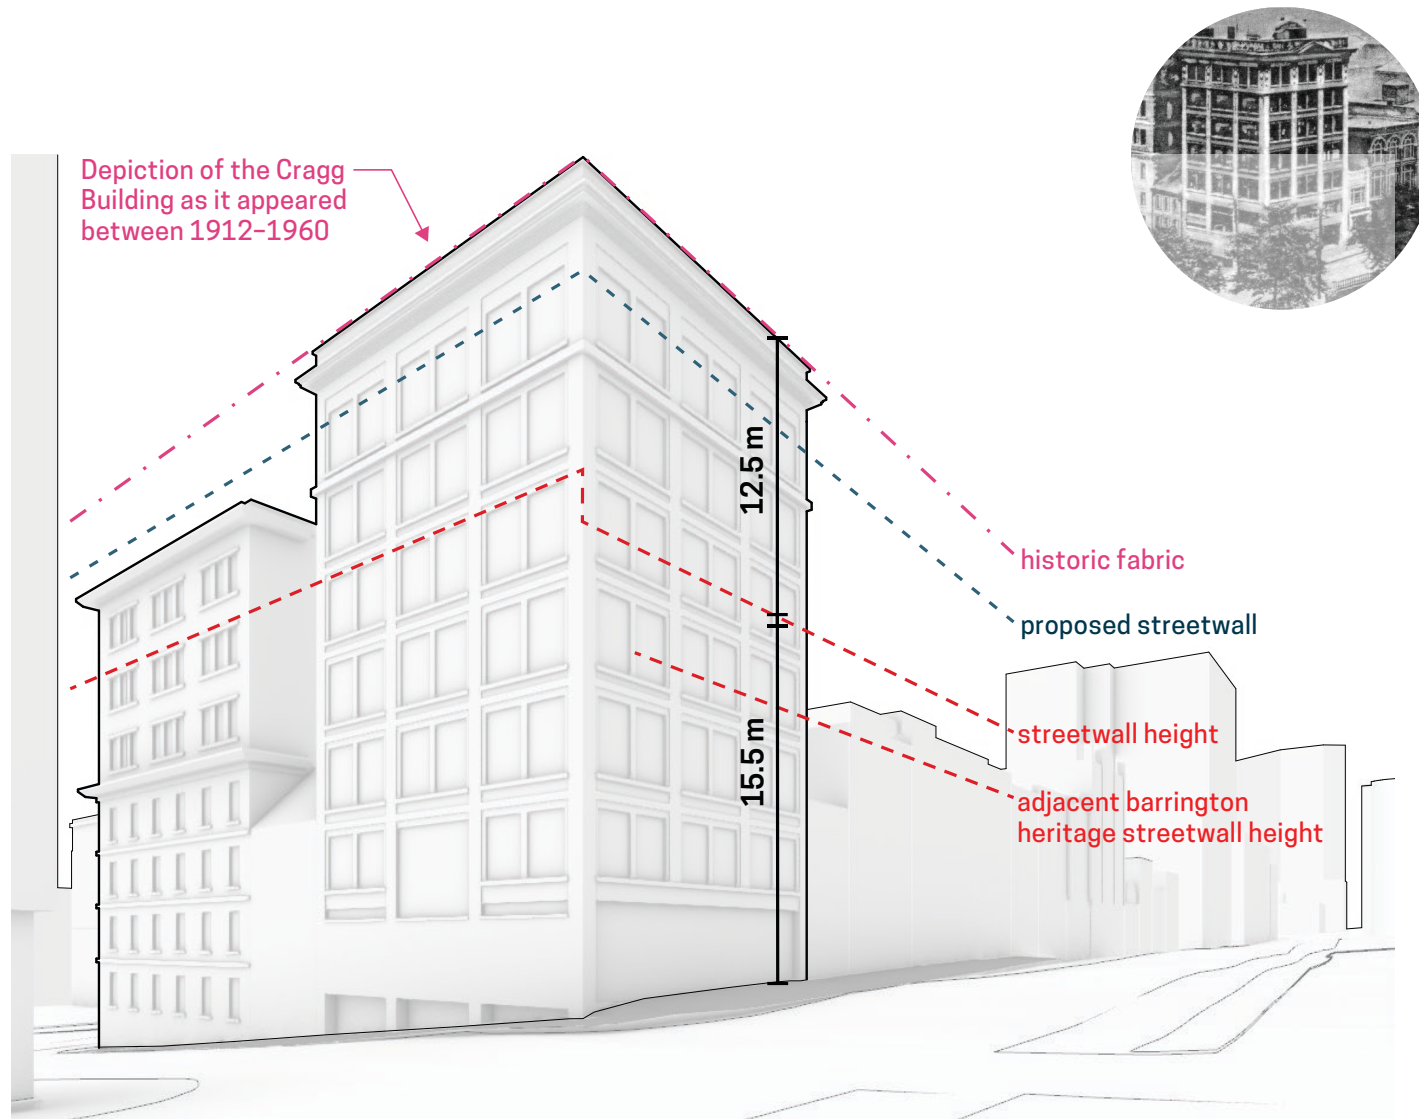 Depiction of the Cragg
Building as it appeared
between 1912–1960
12.5 m
historic fabric
proposed streetwall
15.5 m
streetwall height
adjacent barrington
heritage streetwall height